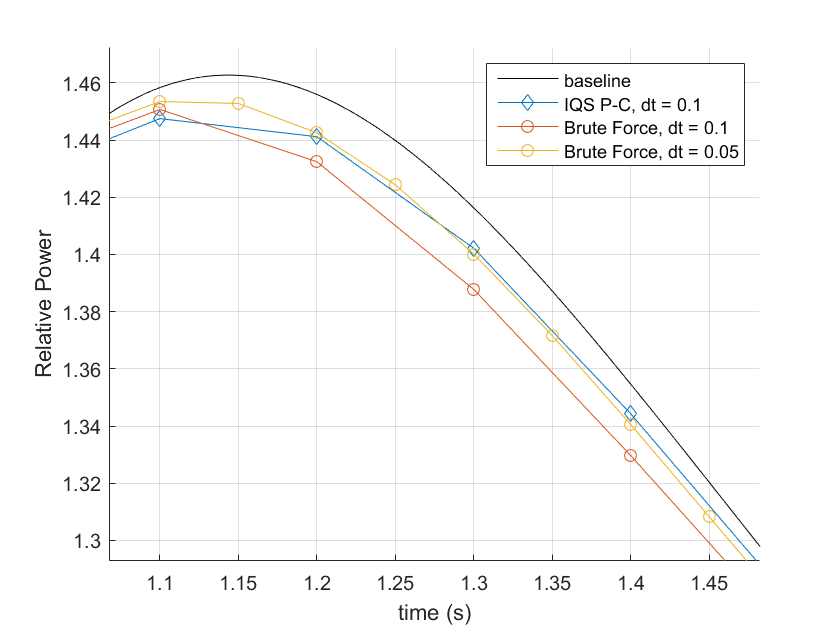 1.46
1.44
1.42
1.4
1.38
1.36
1.34
1.32
1.3
Relative Power
baseline
IQS P-C, dt = 0.1
Brute Force, dt = 0.1
Brute Force, dt = 0.05
1.1 1.15 1.2 1.25 1.3 1.35 1.4 1.45
time (s)